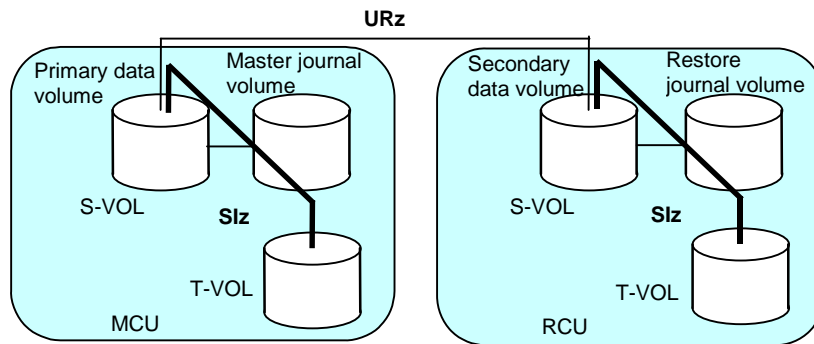 URz
Primary data
volume
Master journal
volume
S-VOL
SIz
T-VOL
MCU
Secondary
data volume
Restore
journal volume
S-VOL
SIz
T-VOL
RCU